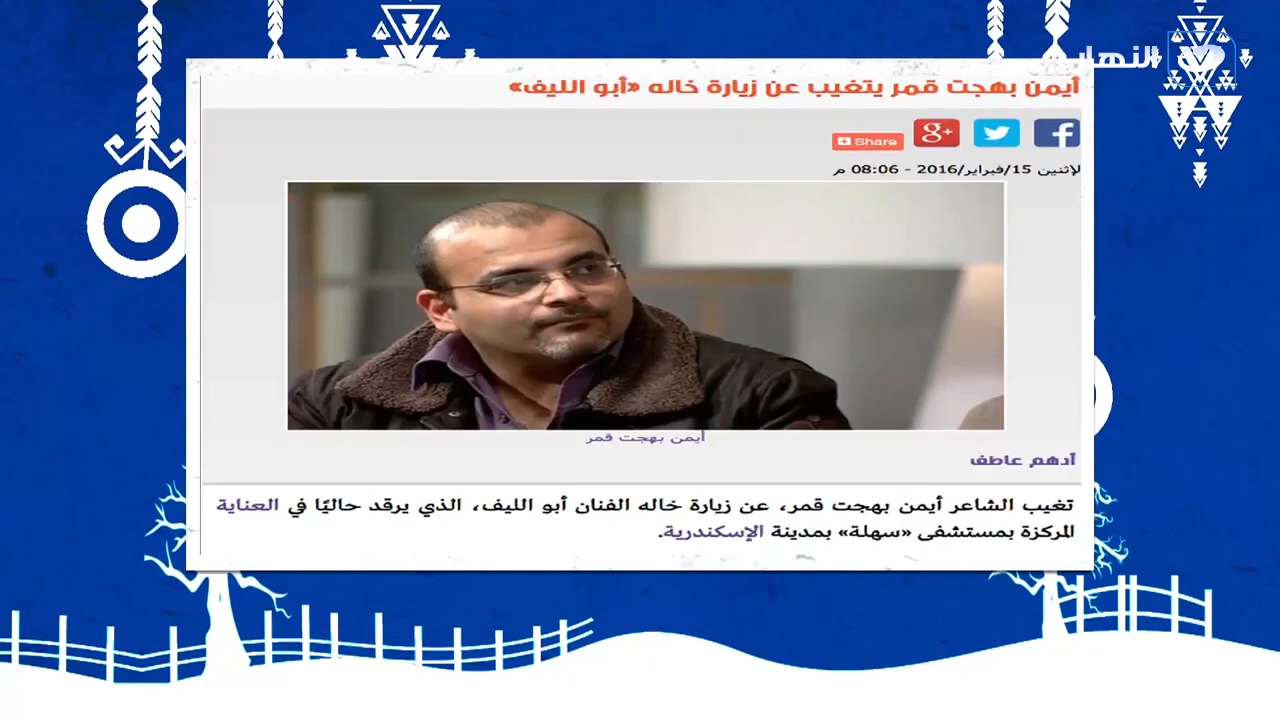 النهار
أيمن بهجت قمر يتغيب عن زيارة خاله «أبو الليف»
Share
لإثنين 15/فبراير/2016 - 08:06 م
أيمن بهجت قمر
أدهم عاطف
تغيب الشاعر أيمن بهجت قمر، عن زيارة خاله الفنان أبو الليف، الذي يرقد حاليًا في العناية
المركزة بمستشفى «سهلة» بمدينة الإسكندرية.